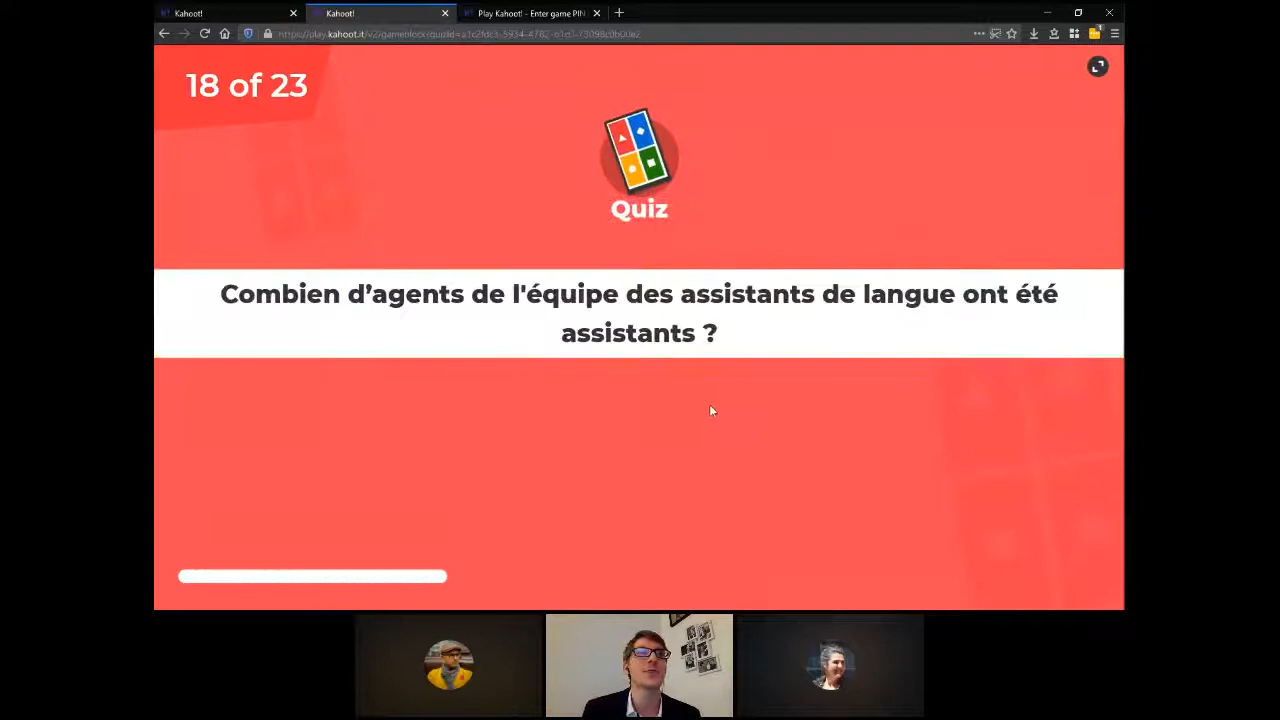 Kahoot!
Kahoot!
Play Kahoot! - Enter game PIN
18 of 23
Quiz
Combien d’agents de l'équipe des assistants de langue ont été
assistants ?